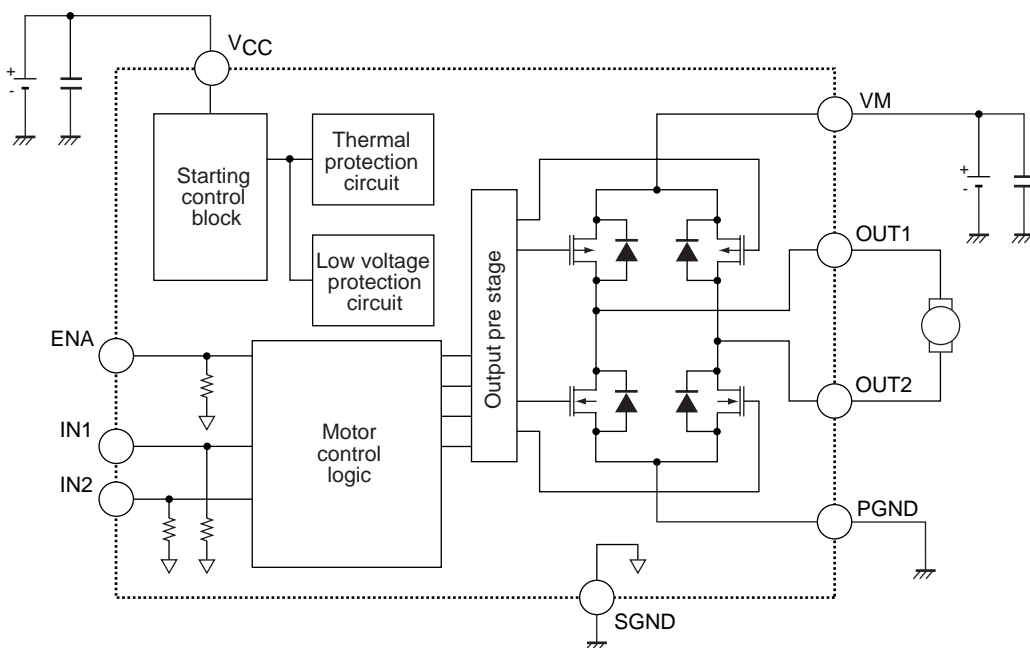 VCC
+
-
Starting
control
block
Thermal
protection
circuit
Low voltage
protection
circuit
Output pre stage
VM
+
-
OUT1
OUT2
ENA
IN1
IN2
Motor
control
logic
PGND
SGND